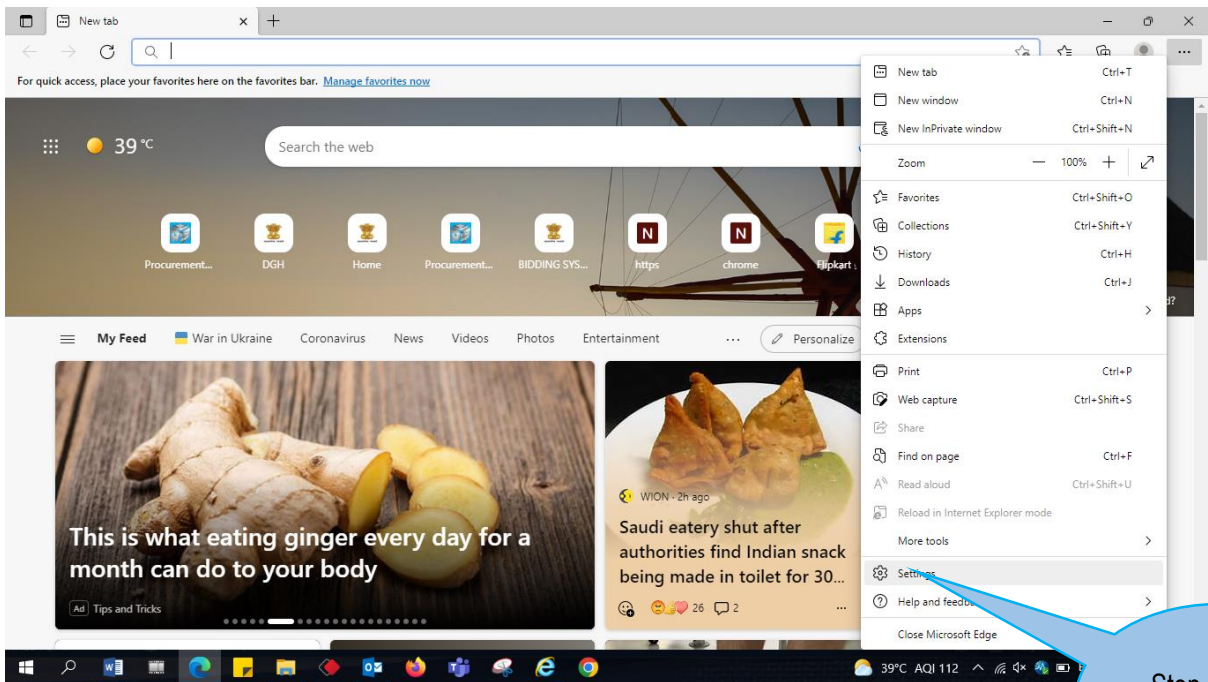 New tab
For quick access, place your favorites here on the favorites bar. Manage favorites now
39 °C
Search the web
Procurement...
DGH
Home
Procurement...
BIDDING SYS...
N
https
N
chrome
Flipkart
My Feed
War in Ukraine
Coronavirus
News
Videos
Photos
Entertainment
...
Personalize
This is what eating ginger every day for a
month can do to your body
Ad Tips and Tricks
WION · 2h ago
Saudi eatery shut after
authorities find Indian snack
being made in toilet for 30...
26 2
...
New tab Ctrl+T
New window Ctrl+N
New InPrivate window Ctrl+Shift+N
Zoom — 100% +
Favorites Ctrl+Shift+O
Collections Ctrl+Shift+Y
History Ctrl+H
Downloads Ctrl+J
Apps
Extensions
Print Ctrl+P
Web capture Ctrl+Shift+S
Share
Find on page Ctrl+F
Read aloud Ctrl+Shift+U
Reload in Internet Explorer mode
More tools
Settings
Help and feedb
Close Microsoft Edge
39°C AQI 112